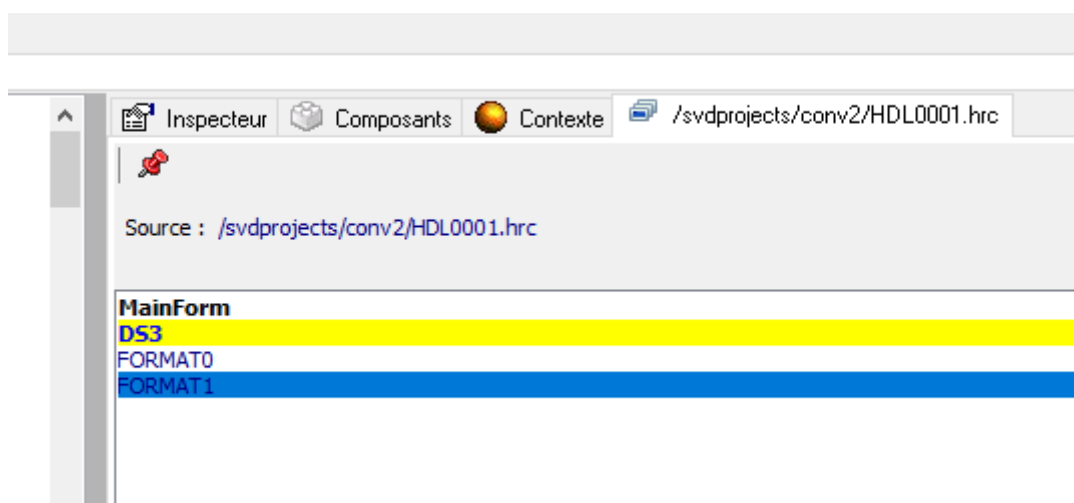 Inspecteur Composants Contexte /svdprojects/conv2/HDL0001.hrc
Source : /svdprojects/conv2/HDL0001.hrc
MainForm
DS3
FORMAT0
FORMAT1